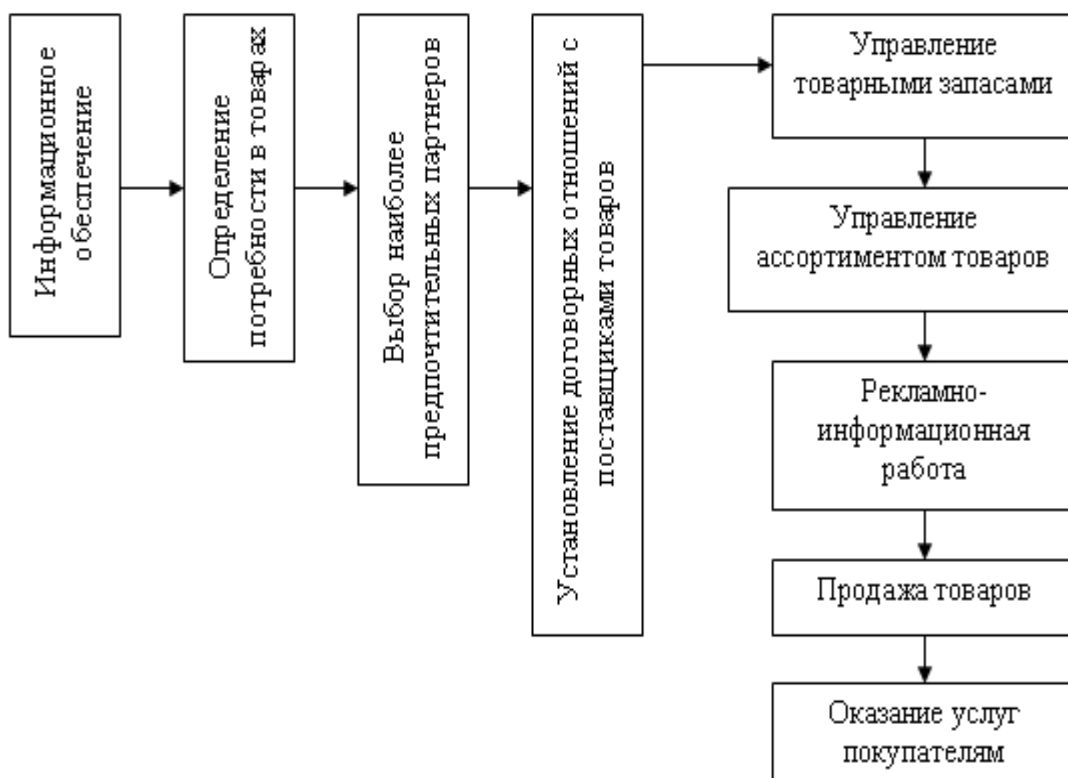 Информационное
обеспечение
Определение
потребности в товарах
Выбор наиболее
предпочтительных партнеров
Установление договорных отношений с
поставщиками товаров
Управление
товарными запасами
Управление
ассортиментом товаров
Рекламно-
информационная
работа
Продажа товаров
Оказание услуг
покупателям